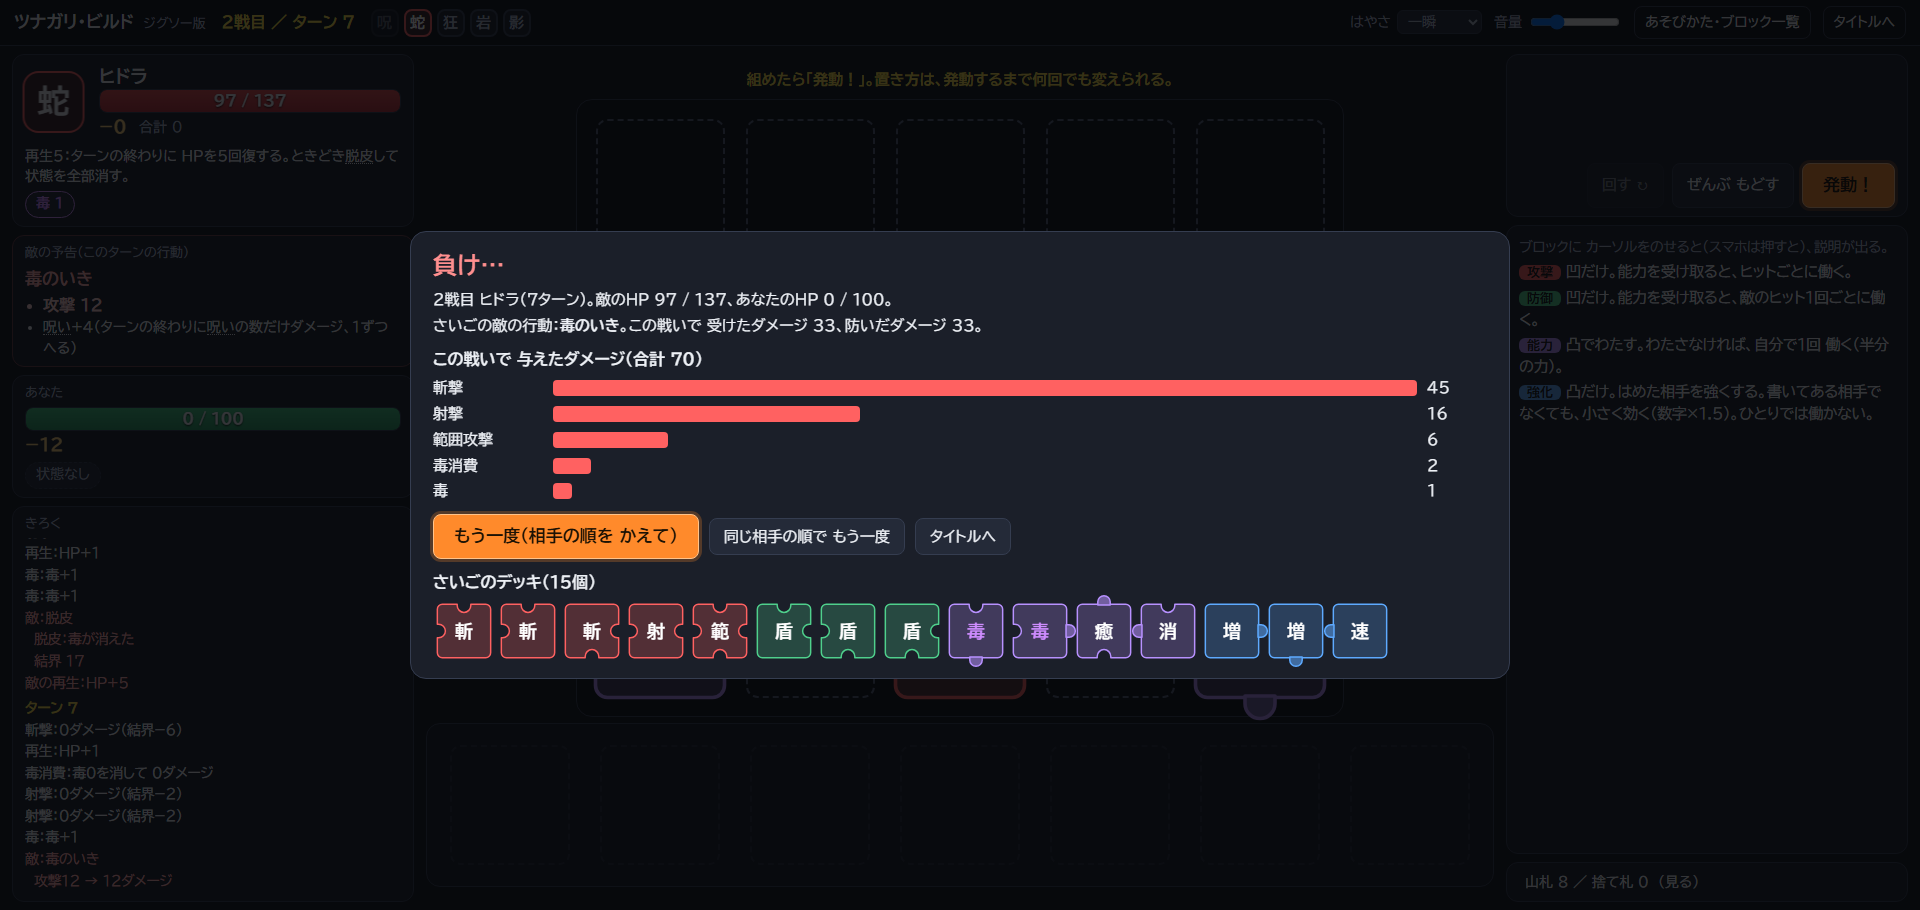 ツナガリ・ビルド ジグソー版 2戦目 ／ ターン 7 呪 蛇 狂 岩 影 はやさ 一瞬 音量 あそびかた・ブロック一覧 タイトルへ
蛇
ヒドラ
97 / 137
−0 合計 0
再生5：ターンの終わりに HPを5回復する。ときどき脱皮して
状態を全部消す。
毒 1
敵の予告（このターンの行動）
毒のいき
• 攻撃 12
• 呪い+4（ターンの終わりに呪いの数だけダメージ、1ずつ
へる）
あなた
0 / 100
−12
状態なし
きろく
再生：HP+1
毒：毒+1
毒：毒+1
敵：脱皮
脱皮：毒が消えた
結界 17
敵の再生：HP+5
ターン 7
斬撃：0ダメージ（結界−6）
再生：HP+1
毒消費：毒0を消して 0ダメージ
射撃：0ダメージ（結界−2）
射撃：0ダメージ（結界−2）
毒：毒+1
敵：毒のいき
攻撃12 → 12ダメージ
組めたら「発動！」。置き方は、発動するまで何回でも変えられる。
負け…
2戦目 ヒドラ（7ターン）。敵のHP 97 / 137、あなたのHP 0 / 100。
さいごの敵の行動：毒のいき。この戦いで 受けたダメージ 33、防いだダメージ 33。
この戦いで 与えたダメージ（合計 70）
斬撃 45
射撃 16
範囲攻撃 6
毒消費 2
毒 1
もう一度（相手の順を かえて） 同じ相手の順で もう一度 タイトルへ
さいごのデッキ（15個）
斬 斬 斬 射 範 盾 盾 盾 毒 毒 癒 消 増 増 速
回す ↻ ぜんぶ もどす 発動！
ブロックに カーソルをのせると（スマホは押すと）、説明が出る。
攻撃 凹だけ。能力を受け取ると、ヒットごとに働く。
防御 凹だけ。能力を受け取ると、敵のヒット1回ごとに働
く。
能力 凸でわたす。わたさなければ、自分で1回 働く（半分
の力）。
強化 凸だけ。はめた相手を強くする。書いてある相手で
なくても、小さく効く（数字×1.5）。ひとりでは働かない。
山札 8 ／ 捨て札 0 （見る）